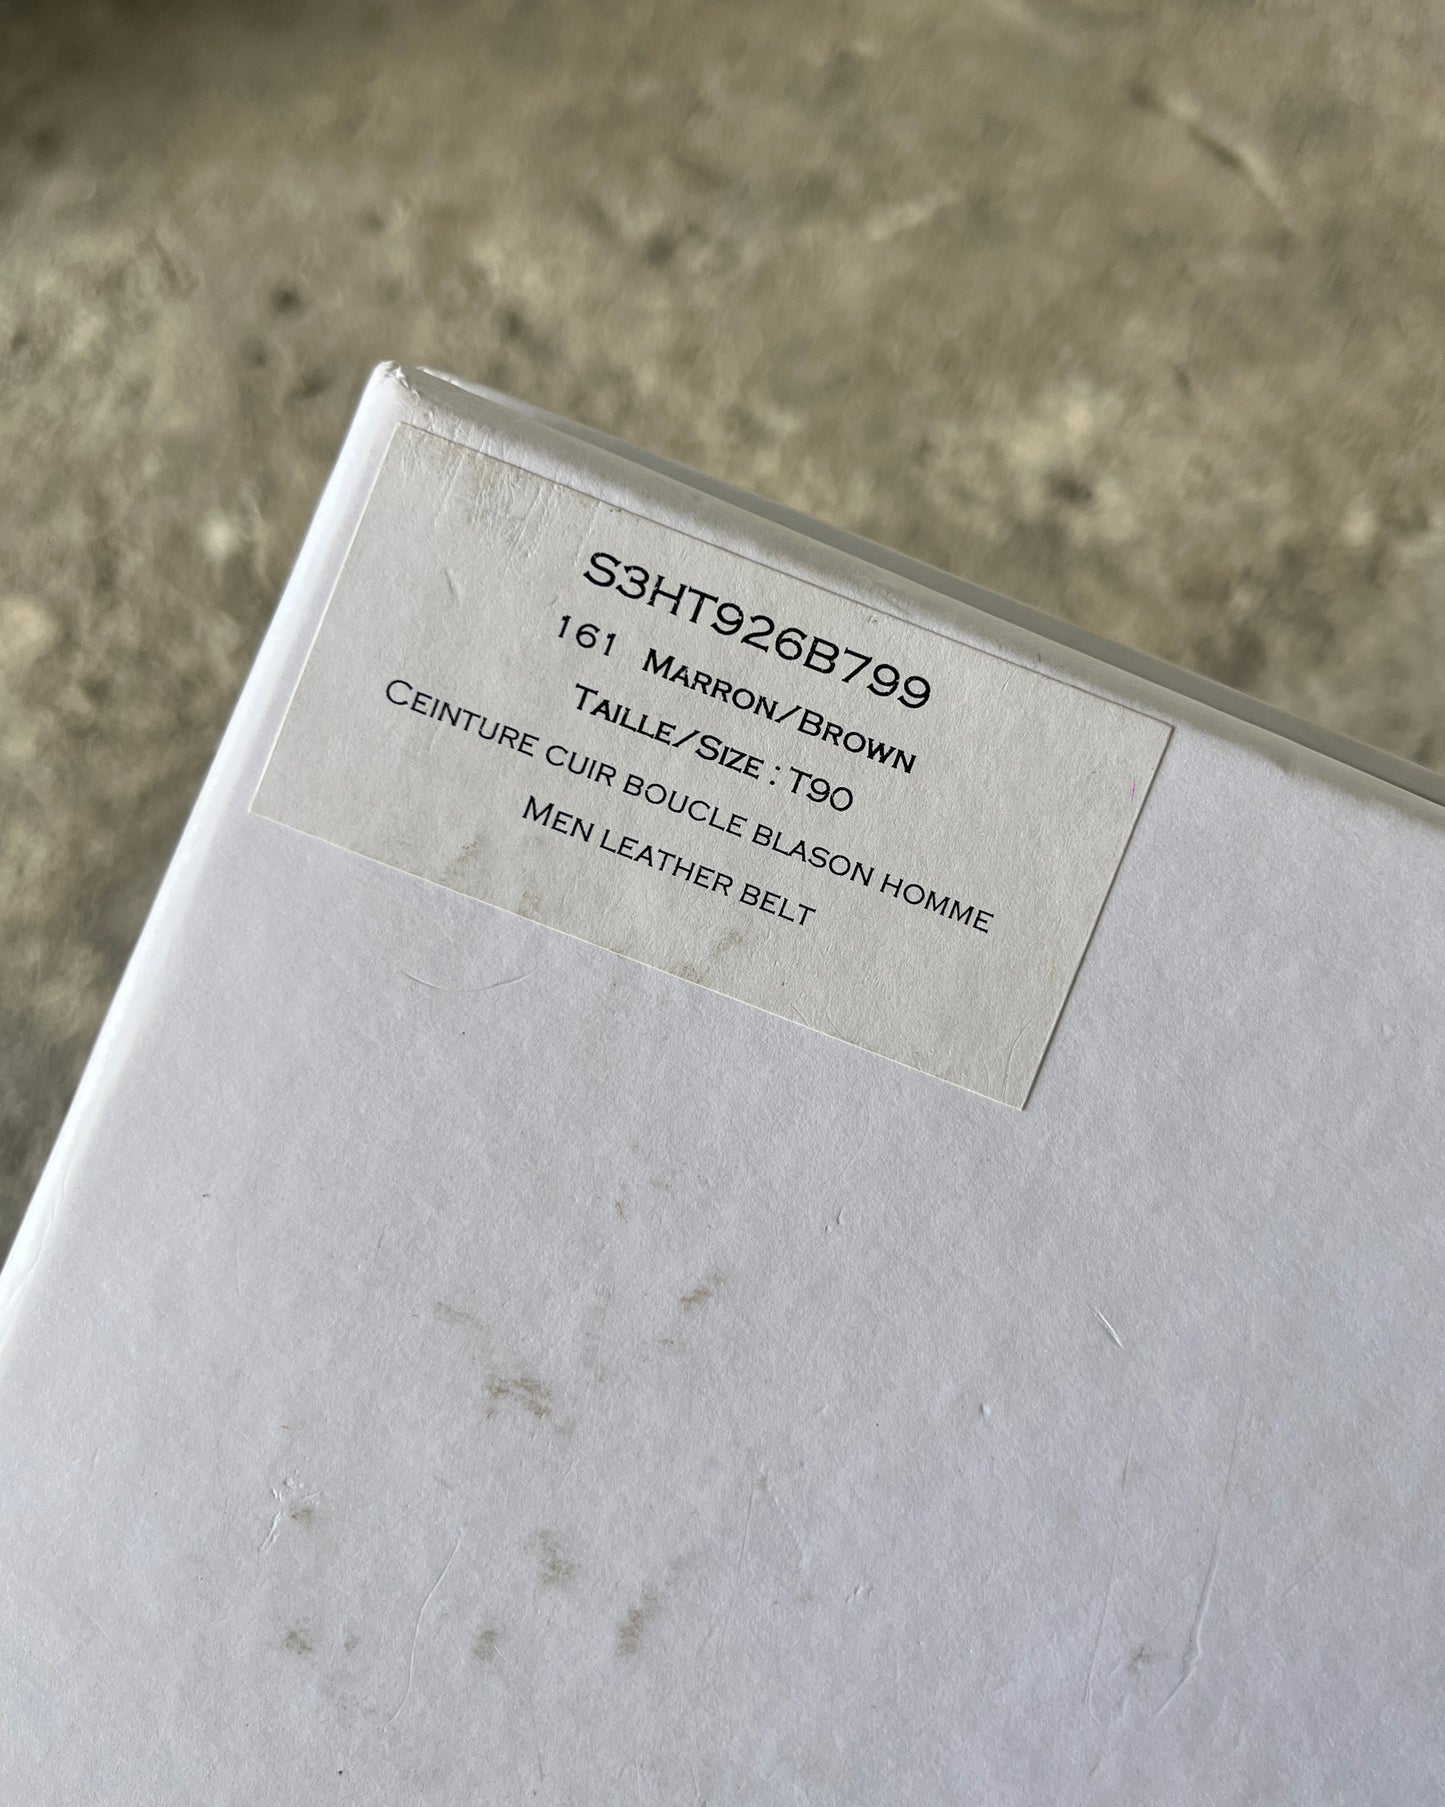 S3HT926B799
161 Marron/Brown
Taille/Size : T90
Ceinture cuir boucle blason homme
Men leather belt